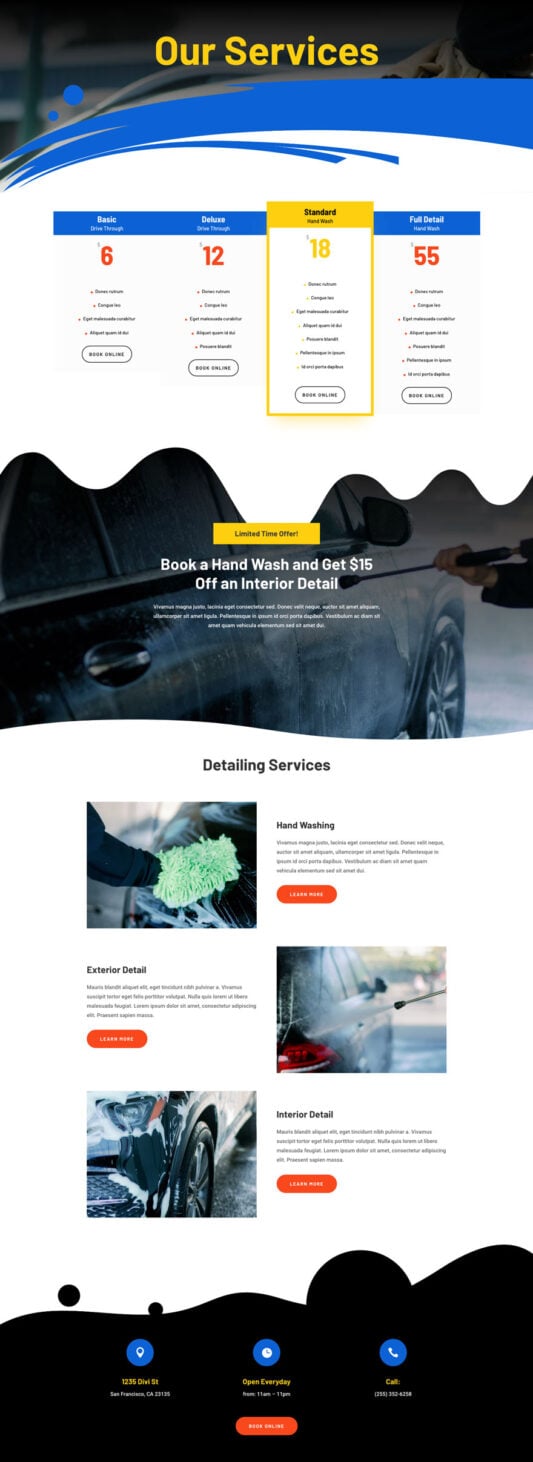 Our Services
Basic
Drive Through
$
6
Donec rutrum
Congue leo
Eget malesuada curabitur
Aliquet quam id dui
BOOK ONLINE
Deluxe
Drive Through
$
12
Donec rutrum
Congue leo
Eget malesuada curabitur
Aliquet quam id dui
Posuere blandit
BOOK ONLINE
Standard
Hand Wash
$
18
Donec rutrum
Congue leo
Eget malesuada curabitur
Aliquet quam id dui
Posuere blandit
Pellentesque in ipsum
Id orci porta dapibus
BOOK ONLINE
Full Detail
Hand Wash
$
55
Donec rutrum
Congue leo
Eget malesuada curabitur
Aliquet quam id dui
Posuere blandit
Pellentesque in ipsum
Id orci porta dapibus
BOOK ONLINE
Limited Time Offer!
Book a Hand Wash and Get $15
Off an Interior Detail
Vivamus magna justo, lacinia eget consectetur sed. Donec velit neque, auctor sit amet aliquam,
ullamcorper sit amet ligula. Pellentesque in ipsum id orci porta dapibus. Vestibulum ac diam sit
amet quam vehicula elementum sed sit amet dui.
Detailing Services
Hand Washing
Vivamus magna justo, lacinia eget consectetur sed. Donec velit neque,
auctor sit amet aliquam, ullamcorper sit amet ligula. Pellentesque in
ipsum id orci porta dapibus. Vestibulum ac diam sit amet quam
vehicula elementum sed sit amet dui.
LEARN MORE
Exterior Detail
Mauris blandit aliquet elit, eget tincidunt nibh pulvinar a. Vivamus
suscipit tortor eget felis porttitor volutpat. Nulla quis lorem ut libero
malesuada feugiat. Lorem ipsum dolor sit amet, consectetur adipiscing
elit. Praesent sapien massa.
LEARN MORE
Interior Detail
Mauris blandit aliquet elit, eget tincidunt nibh pulvinar a. Vivamus
suscipit tortor eget felis porttitor volutpat. Nulla quis lorem ut libero
malesuada feugiat. Lorem ipsum dolor sit amet, consectetur adipiscing
elit. Praesent sapien massa.
LEARN MORE
1235 Divi St
San Francisco, CA 23135
Open Everyday
from: 11am – 11pm
Call:
(255) 352-6258
BOOK ONLINE